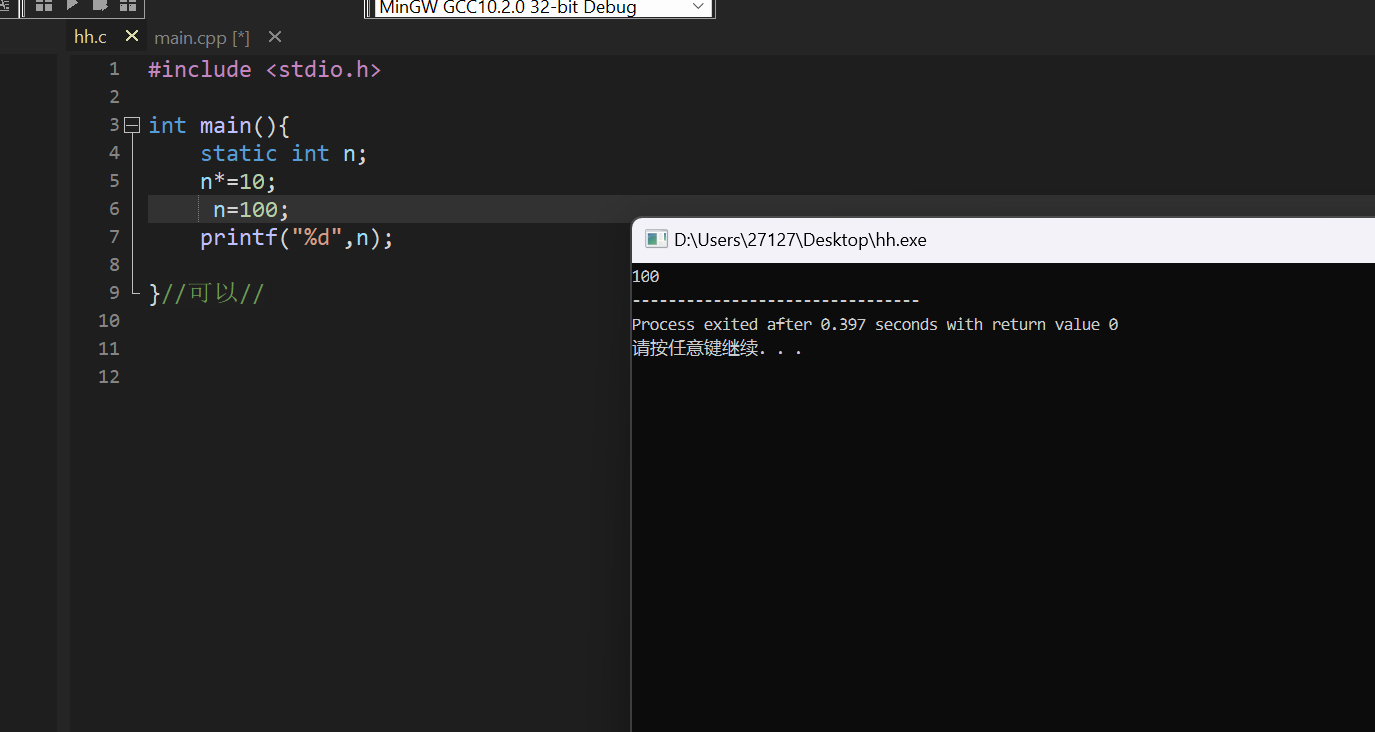 MinGW GCC10.2.0 32-bit Debug
hh.c × main.cpp [*] ×
1 #include <stdio.h>
2
3 int main(){
4 static int n;
5 n*=10;
6 n=100;
7 printf("%d",n);
8
9 }//可以//
10
11
12
D:\Users\27127\Desktop\hh.exe
100
--------------------------------
Process exited after 0.397 seconds with return value 0
请按任意键继续. . .